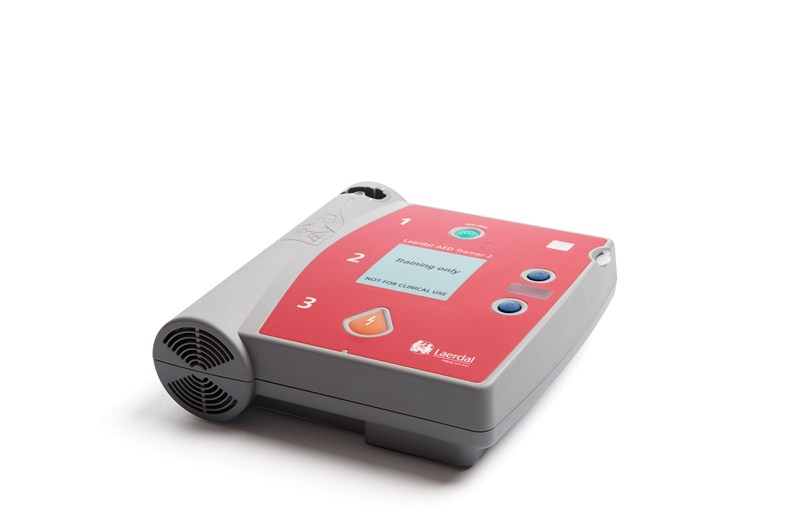 1
Laerdal AED Trainer 2
2
Training only
NOT FOR CLINICAL USE
3
Laerdal